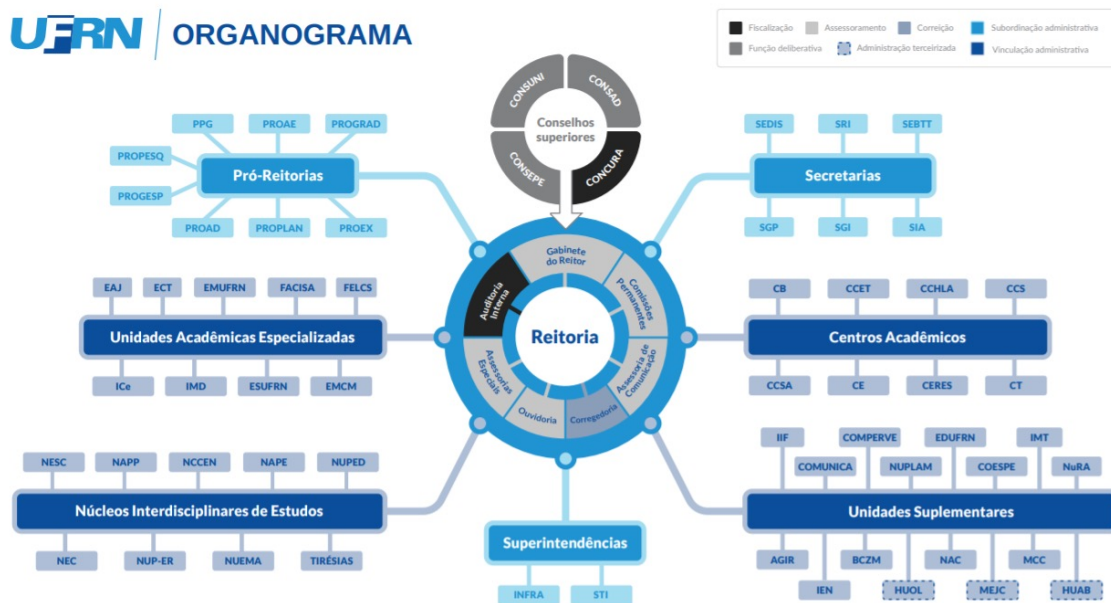 UFRN
ORGANOGRAMA
Fiscalização
Assessoramento
Correição
Subordinação administrativa
Função deliberativa
Administração terceirizada
Vinculação administrativa
CONSUNI
CONSAD
Conselhos
superiores
CONSEPE
CONCURA
PPG
PROAE
PROGRAD
PROPESQ
Pró-Reitorias
PROGESP
PROAD
PROPLAN
PROEX
SEDIS
SRI
SEBTT
Secretarias
SGP
SGI
SIA
Gabinete
do Reitor
Auditoria
Interna
Comissões
Permanentes
Reitoria
Assessorias
Especiais
Assessoria de
Comunicação
Ouvidoria
Corregedoria
EAJ
ECT
EMUFRN
FACISA
FELCS
Unidades Acadêmicas Especializadas
ICe
IMD
ESUFRN
EMCM
CB
CCET
CCHLA
CCS
Centros Acadêmicos
CCSA
CE
CERES
CT
NESC
NAPP
NCCEN
NAPE
NUPED
Núcleos Interdisciplinares de Estudos
NEC
NUP-ER
NUEMA
TIRÉSIAS
Superintendências
INFRA
STI
IIF
COMPERVE
EDUFRN
IMT
COMUNICA
NUPLAM
COESPE
NuRA
Unidades Suplementares
AGIR
BCZM
NAC
MCC
IEN
HUOL
MEJC
HUAB